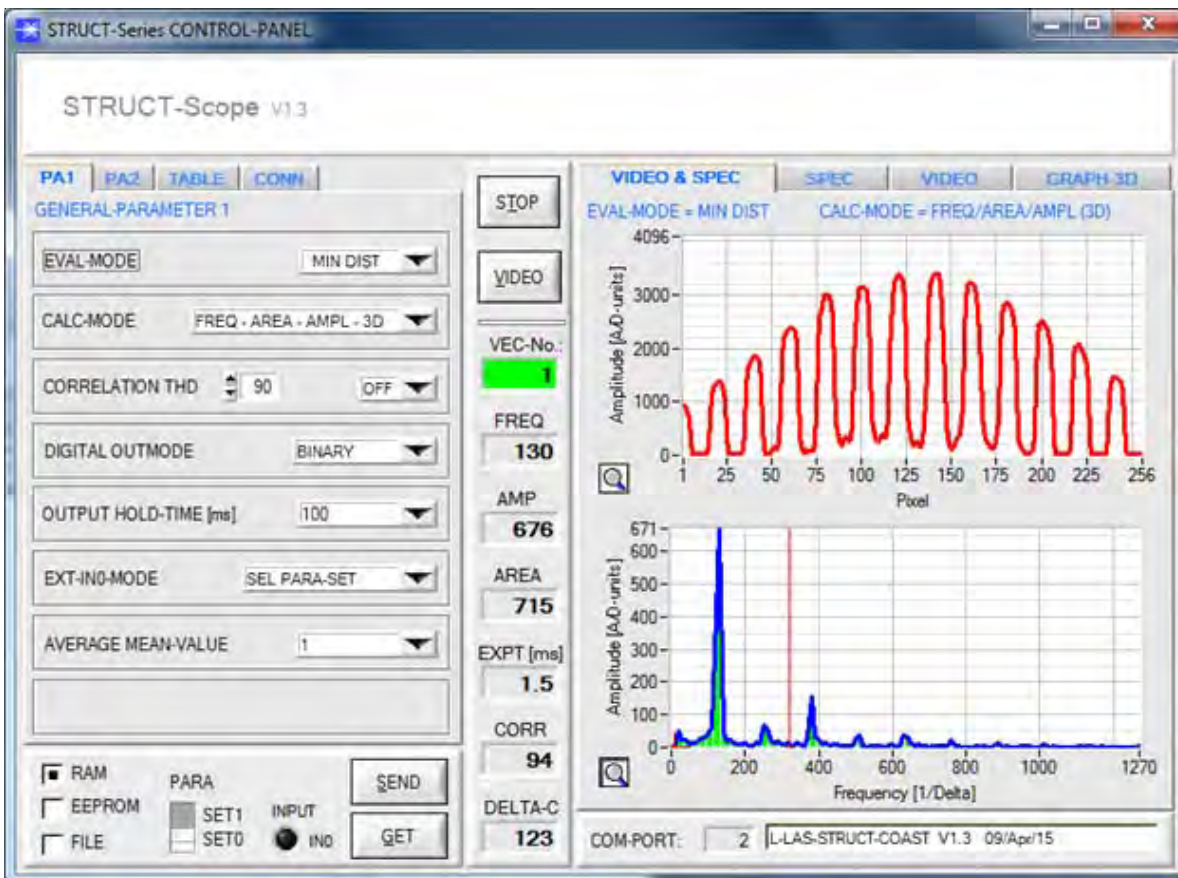 STRUCT-Series CONTROL-PANEL
STRUCT-Scope V1.3
PA1 PA2 TABLE CONN
GENERAL-PARAMETER 1
EVAL-MODE MIN DIST
CALC-MODE FREQ - AREA - AMPL - 3D
CORRELATION THD 90 OFF
DIGITAL OUTMODE BINARY
OUTPUT HOLD-TIME [ms] 100
EXT-IN0-MODE SEL PARA-SET
AVERAGE MEAN-VALUE 1
RAM
EEPROM
FILE
PARA
SET1
SET0
INPUT
IN0
SEND
GET
STOP
VIDEO
VEC-No.:
1
FREQ
130
AMP
676
AREA
715
EXPT [ms]
1.5
CORR
94
DELTA-C
123
VIDEO & SPEC SPEC VIDEO GRAPH-3D
EVAL-MODE = MIN DIST CALC-MODE = FREQ/AREA/AMPL (3D)
Amplitude [A/D-units]
4096
3000
2000
1000
0
1 25 50 75 100 125 150 175 200 225 256
Pixel
Amplitude [A/D-units]
671
600
500
400
300
200
100
0
0 200 400 600 800 1000 1270
Frequency [1/Delta]
COM-PORT: 2 L-LAS-STRUCT-COAST V1.3 09/Apr/15